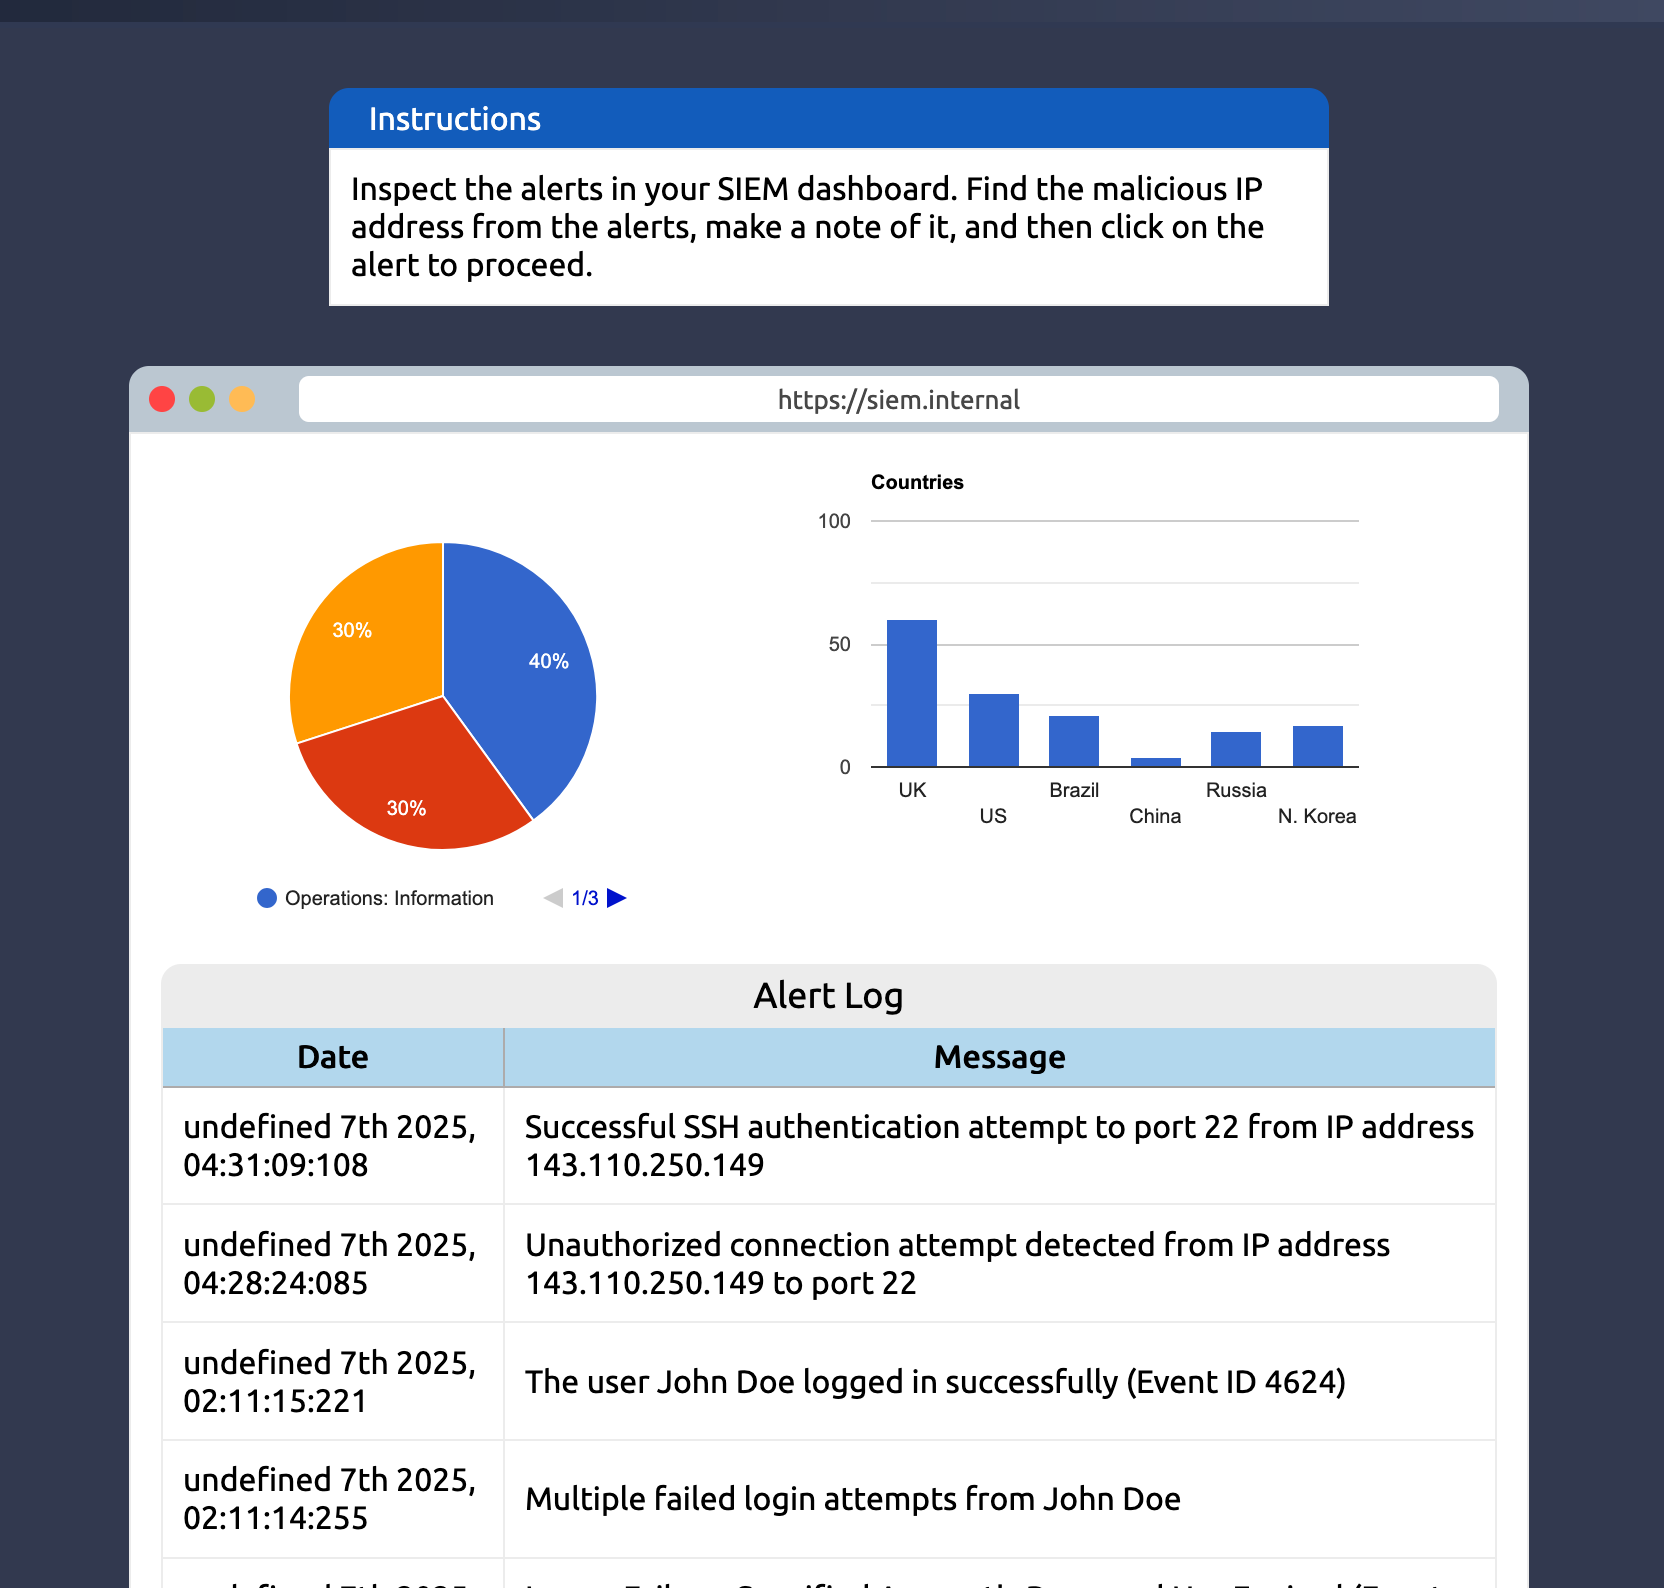 Instructions
Inspect the alerts in your SIEM dashboard. Find the malicious IP
address from the alerts, make a note of it, and then click on the
alert to proceed.
https://siem.internal
30%
40%
30%
Operations: Information
1/3
Countries
100
50
0
UK
US
Brazil
China
Russia
N. Korea
Alert Log
Date
Message
undefined 7th 2025,
04:31:09:108
Successful SSH authentication attempt to port 22 from IP address
143.110.250.149
undefined 7th 2025,
04:28:24:085
Unauthorized connection attempt detected from IP address
143.110.250.149 to port 22
undefined 7th 2025,
02:11:15:221
The user John Doe logged in successfully (Event ID 4624)
undefined 7th 2025,
02:11:14:255
Multiple failed login attempts from John Doe